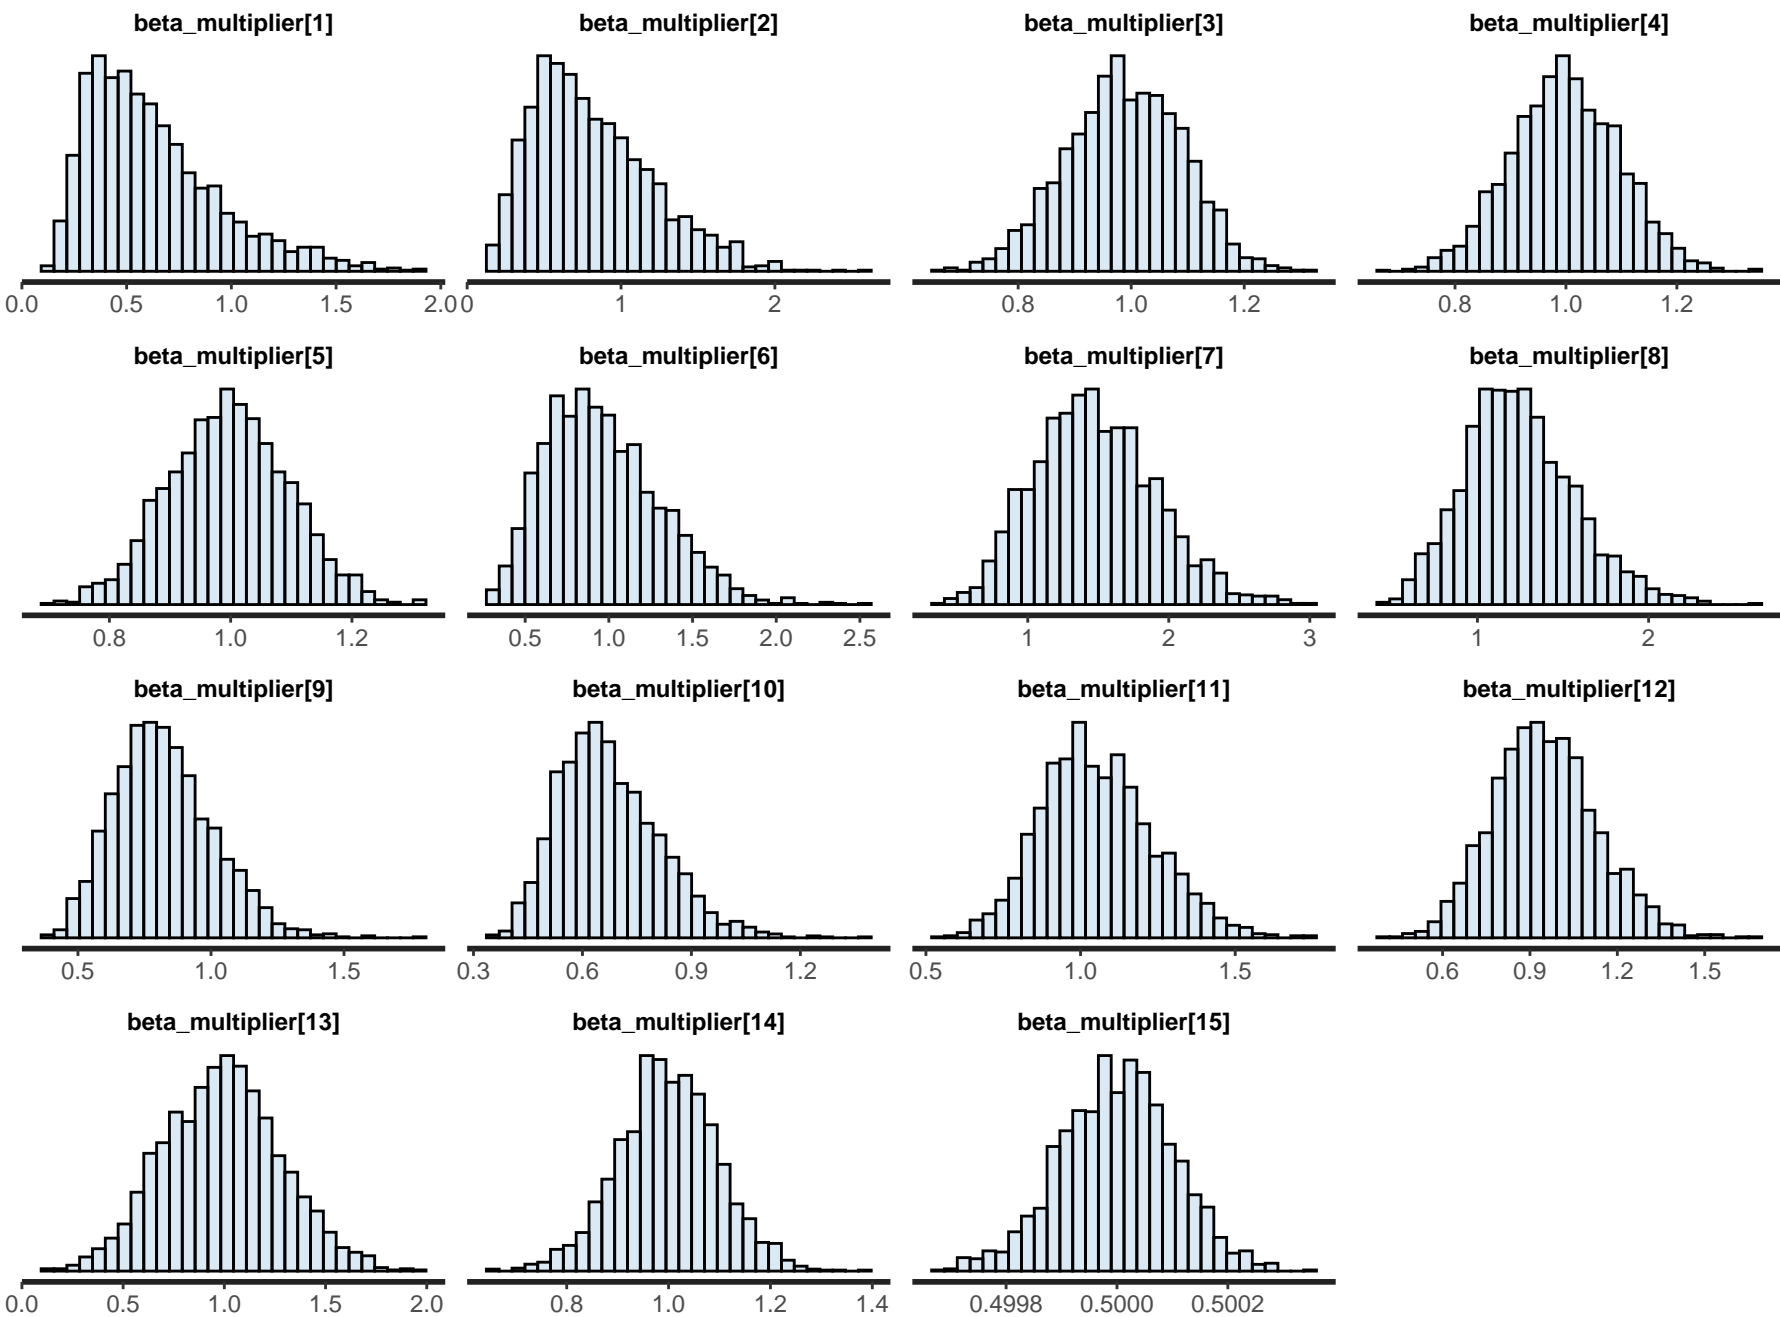 beta_multiplier[1] beta_multiplier[2] beta_multiplier[3] beta_multiplier[4]
0.0 0.5 1.0 1.5 2.0 0 1 2 0.8 1.0 1.2 0.8 1.0 1.2
beta_multiplier[5] beta_multiplier[6] beta_multiplier[7] beta_multiplier[8]
0.8 1.0 1.2 0.5 1.0 1.5 2.0 2.5 1 2 3 1 2
beta_multiplier[9] beta_multiplier[10] beta_multiplier[11] beta_multiplier[12]
0.5 1.0 1.5 0.3 0.6 0.9 1.2 0.5 1.0 1.5 0.6 0.9 1.2 1.5
beta_multiplier[13] beta_multiplier[14] beta_multiplier[15]
0.0 0.5 1.0 1.5 2.0 0.8 1.0 1.2 1.4 0.4998 0.5000 0.5002